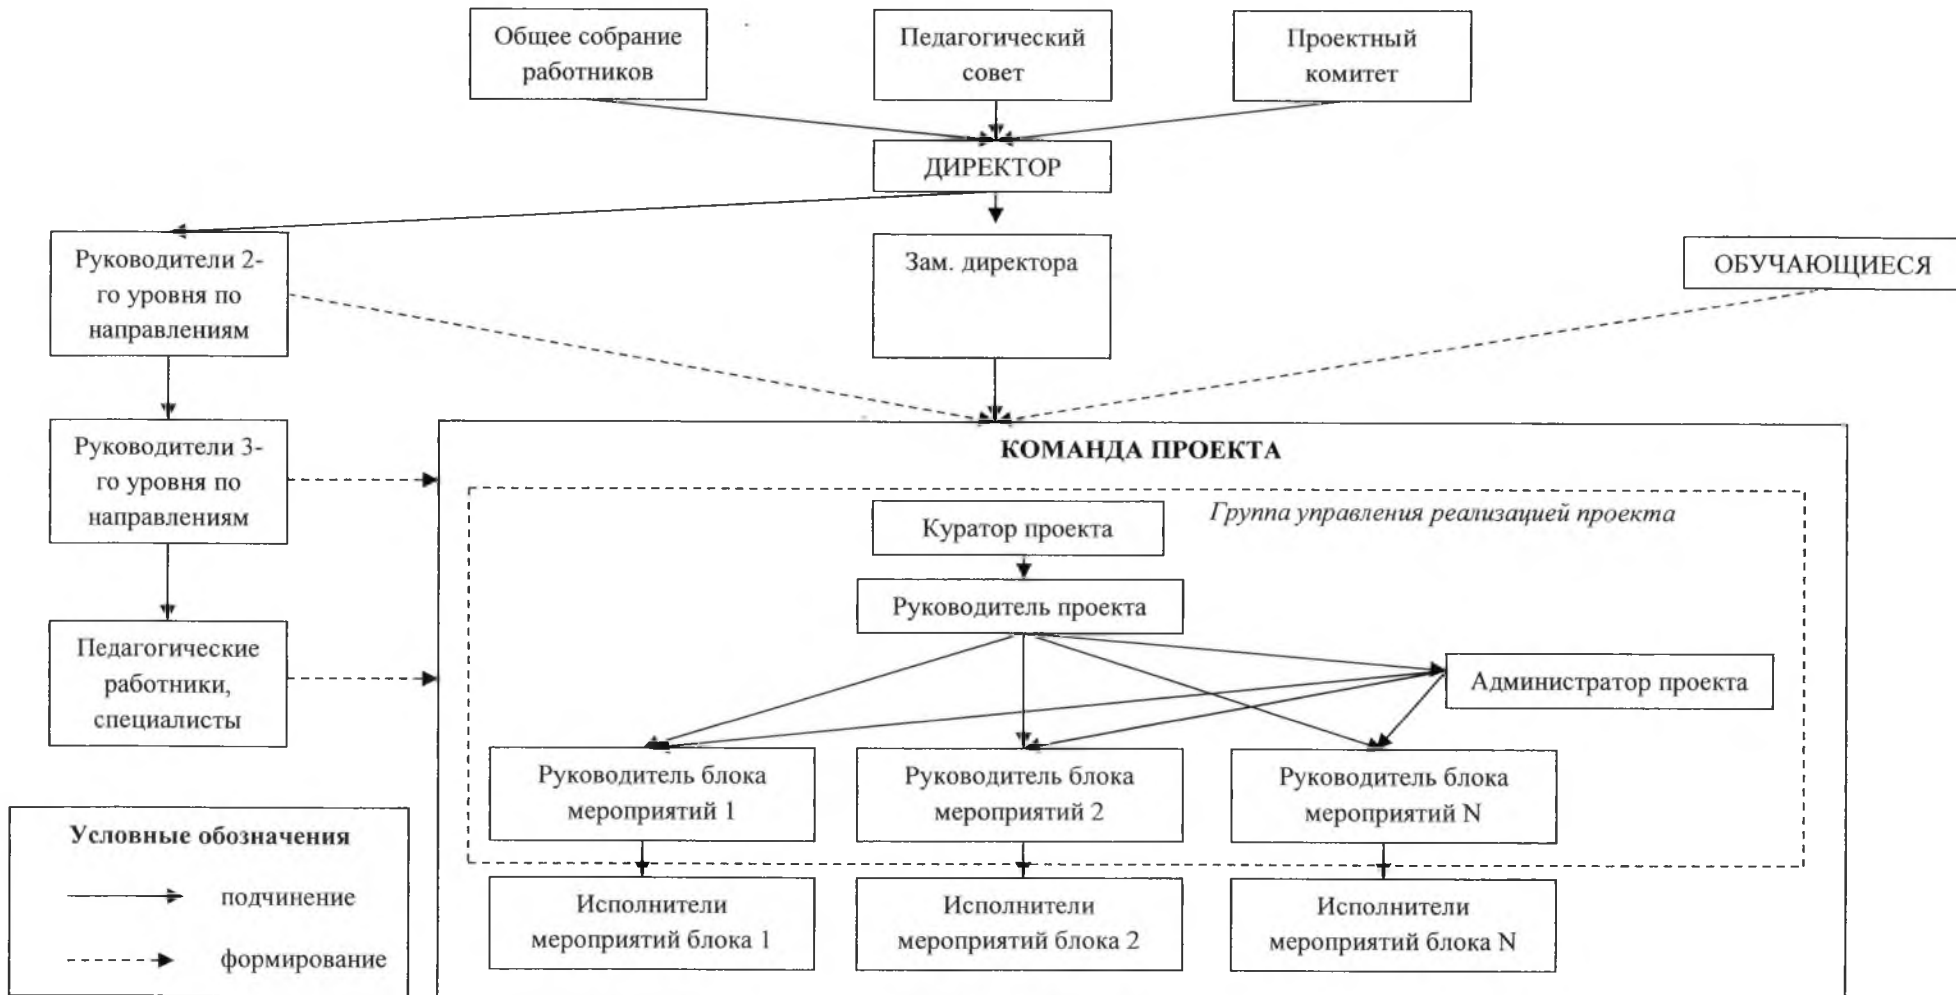 Общее собрание
работников
Педагогический
совет
Проектный
комитет
ДИРЕКТОР
Руководители 2-
го уровня по
направлениям
Зам. директора
ОБУЧАЮЩИЕСЯ
Руководители 3-
го уровня по
направлениям
КОМАНДА ПРОЕКТА
Группа управления реализацией проекта
Куратор проекта
Руководитель проекта
Педагогические
работники,
специалисты
Администратор проекта
Руководитель блока
мероприятий 1
Руководитель блока
мероприятий 2
Руководитель блока
мероприятий N
Условные обозначения
подчинение
формирование
Исполнители
мероприятий блока 1
Исполнители
мероприятий блока 2
Исполнители
мероприятий блока N